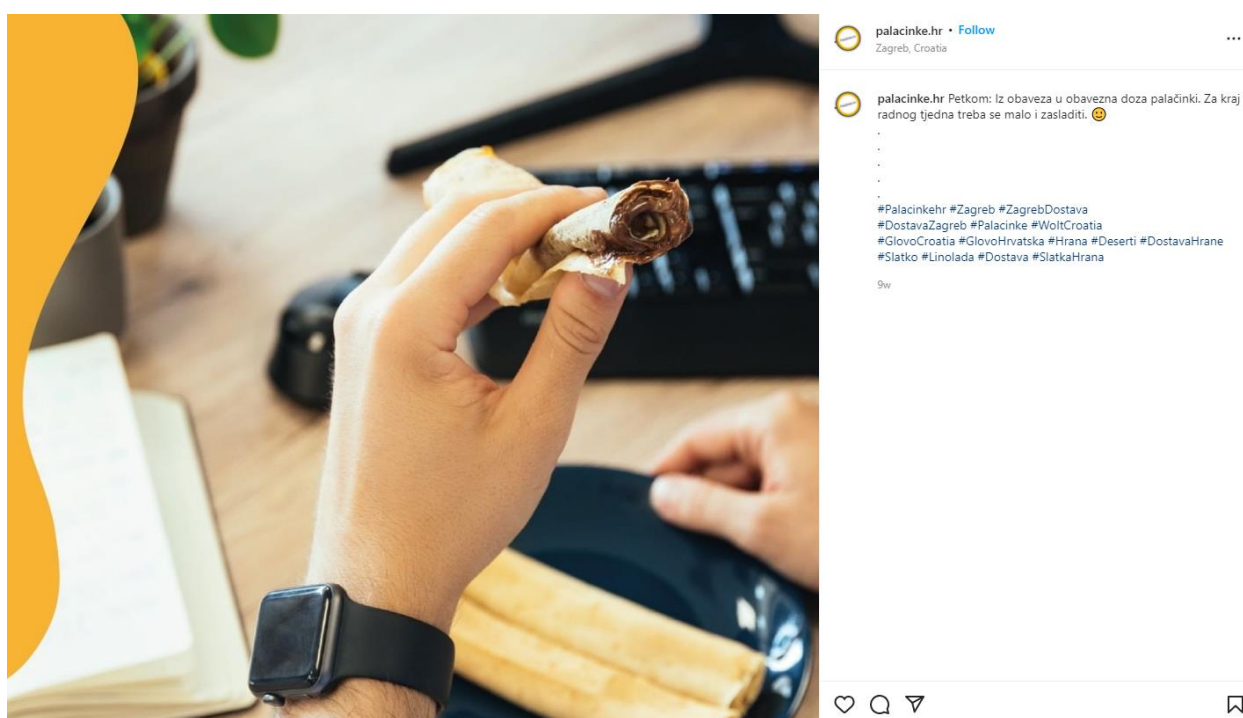 palacinke.hr • Follow
Zagreb, Croatia
...
palacinke.hr Petkom: Iz obaveza u obavezna doza palačinki. Za kraj
radnog tjedna treba se malo i zasladiti. 🙂
.
.
.
.
.
#Palacinkehr #Zagreb #ZagrebDostava
#DostavaZagreb #Palacinke #WoltCroatia
#GlovoCroatia #GlovoHrvatska #Hrana #Deserti #DostavaHrane
#Slatko #Linolada #Dostava #SlatkaHrana
9w